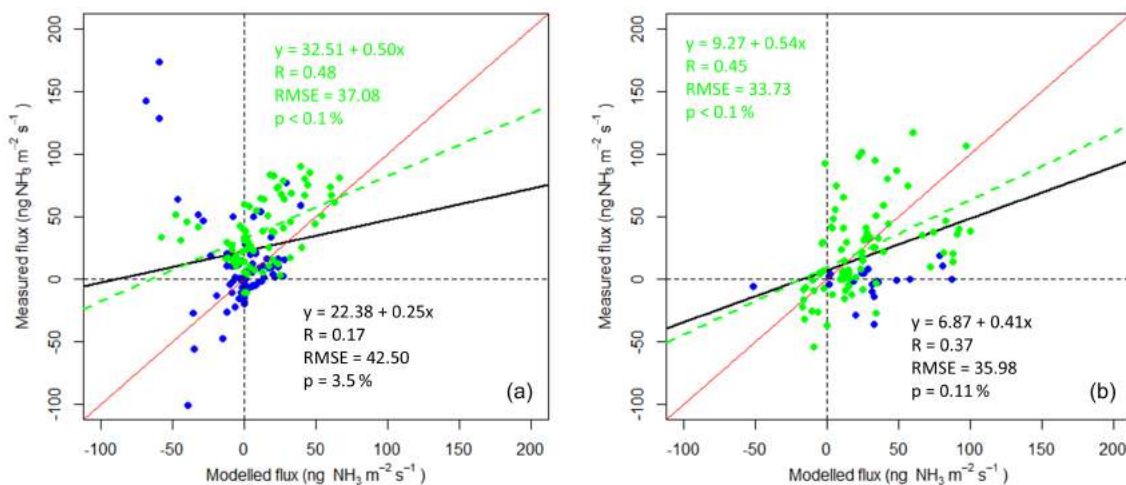 200
150
100
50
0
-50
-100
Measured flux (ng NH₃ m⁻² s⁻¹)
y = 32.51 + 0.50x
R = 0.48
RMSE = 37.08
p < 0.1 %
y = 22.38 + 0.25x
R = 0.17
RMSE = 42.50
p = 3.5 %
(a)
-100 -50 0 50 100 150 200
Modelled flux (ng NH₃ m⁻² s⁻¹)
200
150
100
50
0
-50
-100
Measured flux (ng NH₃ m⁻² s⁻¹)
y = 9.27 + 0.54x
R = 0.45
RMSE = 33.73
p < 0.1 %
y = 6.87 + 0.41x
R = 0.37
RMSE = 35.98
p = 0.11 %
(b)
-100 -50 0 50 100 150 200
Modelled flux (ng NH₃ m⁻² s⁻¹)